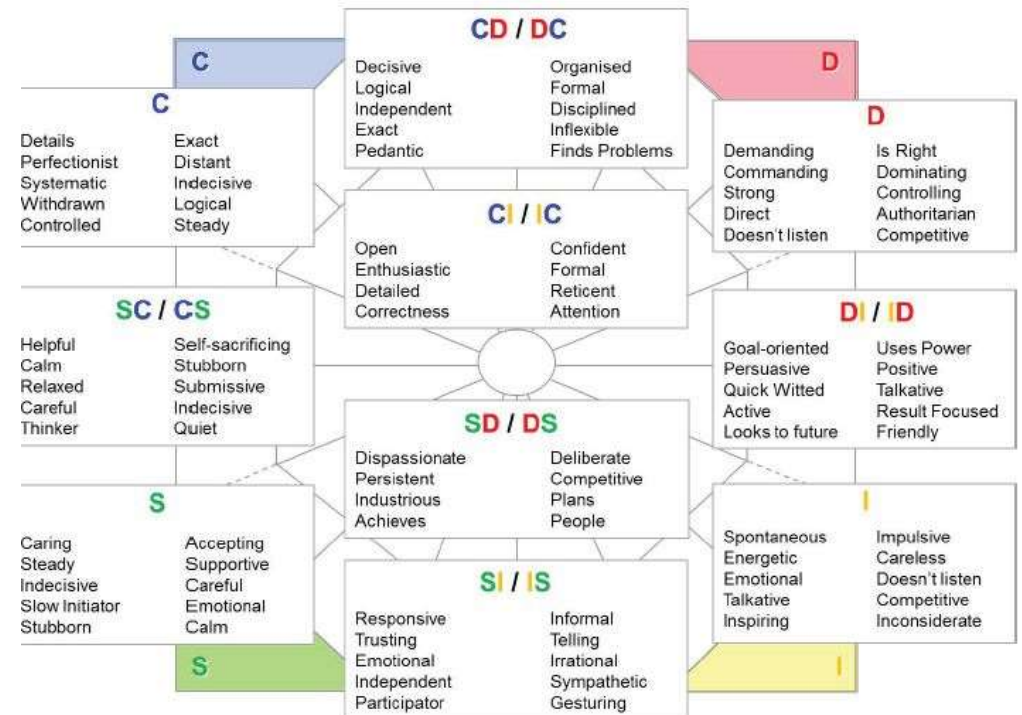 CD / DC
Decisive Organised
Logical Formal
Independent Disciplined
Exact Inflexible
Pedantic Finds Problems
C
D
C
Details Exact
Perfectionist Distant
Systematic Indecisive
Withdrawn Logical
Controlled Steady
D
Demanding Is Right
Commanding Dominating
Strong Controlling
Direct Authoritarian
Doesn't listen Competitive
CI / IC
Open Confident
Enthusiastic Formal
Detailed Reticent
Correctness Attention
SC / CS
Helpful Self-sacrificing
Calm Stubborn
Relaxed Submissive
Careful Indecisive
Thinker Quiet
DI / ID
Goal-oriented Uses Power
Persuasive Positive
Quick Witted Talkative
Active Result Focused
Looks to future Friendly
SD / DS
Dispassionate Deliberate
Persistent Competitive
Industrious Plans
Achieves People
S
Caring Accepting
Steady Supportive
Indecisive Careful
Slow Initiator Emotional
Stubborn Calm
I
Spontaneous Impulsive
Energetic Careless
Emotional Doesn't listen
Talkative Competitive
Inspiring Inconsiderate
SI / IS
Responsive Informal
Trusting Telling
Emotional Irrational
Independent Sympathetic
Participator Gesturing
S
I